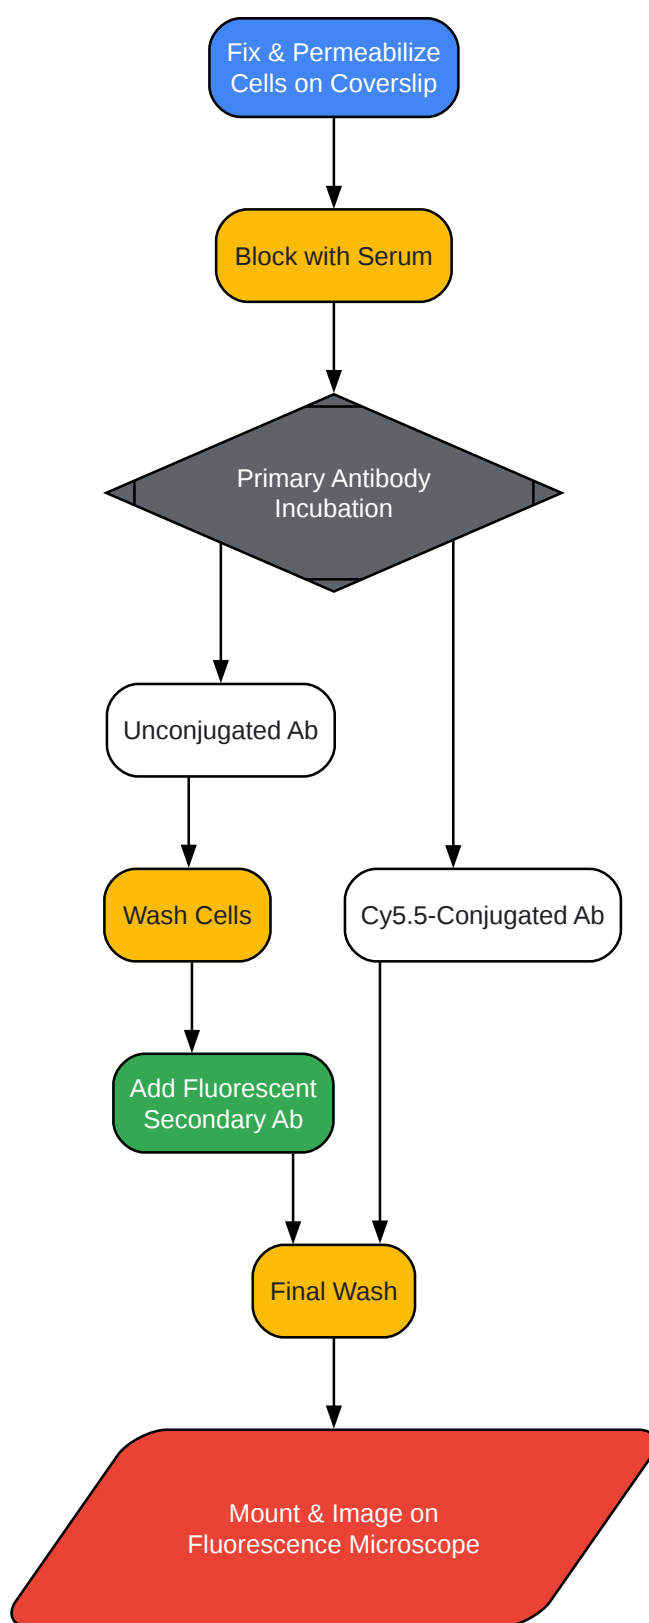 Fix & Permeabilize
Cells on Coverslip
Block with Serum
Primary Antibody
Incubation
Unconjugated Ab
Wash Cells
Cy5.5-Conjugated Ab
Add Fluorescent
Secondary Ab
Final Wash
Mount & Image on
Fluorescence Microscope